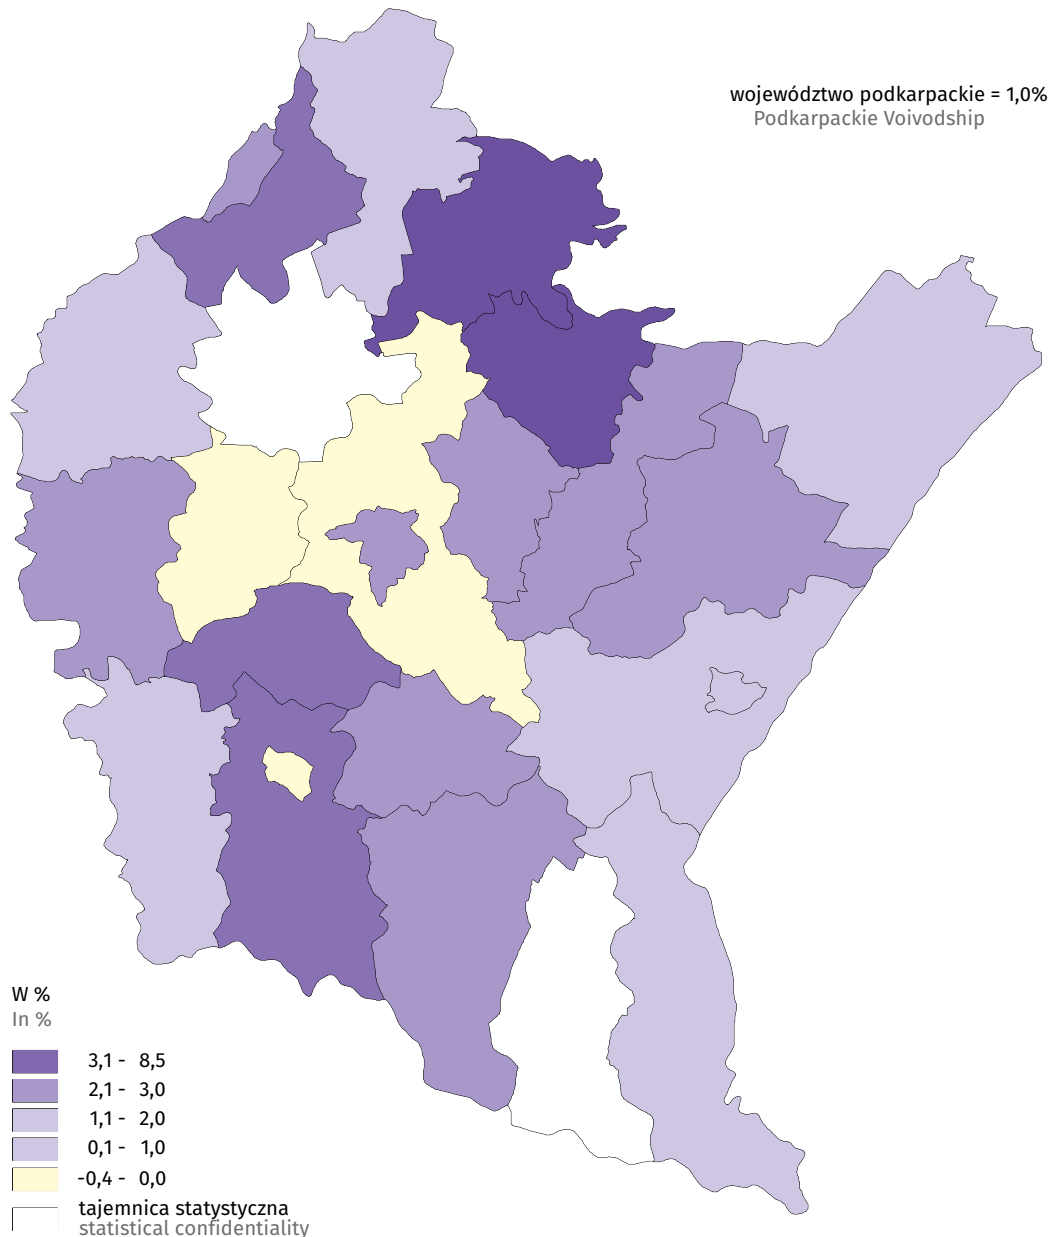 województwo podkarpackie = 1,0%
Podkarpackie Voivodship
W %
In %
3,1 - 8,5
2,1 - 3,0
1,1 - 2,0
0,1 - 1,0
-0,4 - 0,0
tajemnica statystyczna
statistical confidentiality